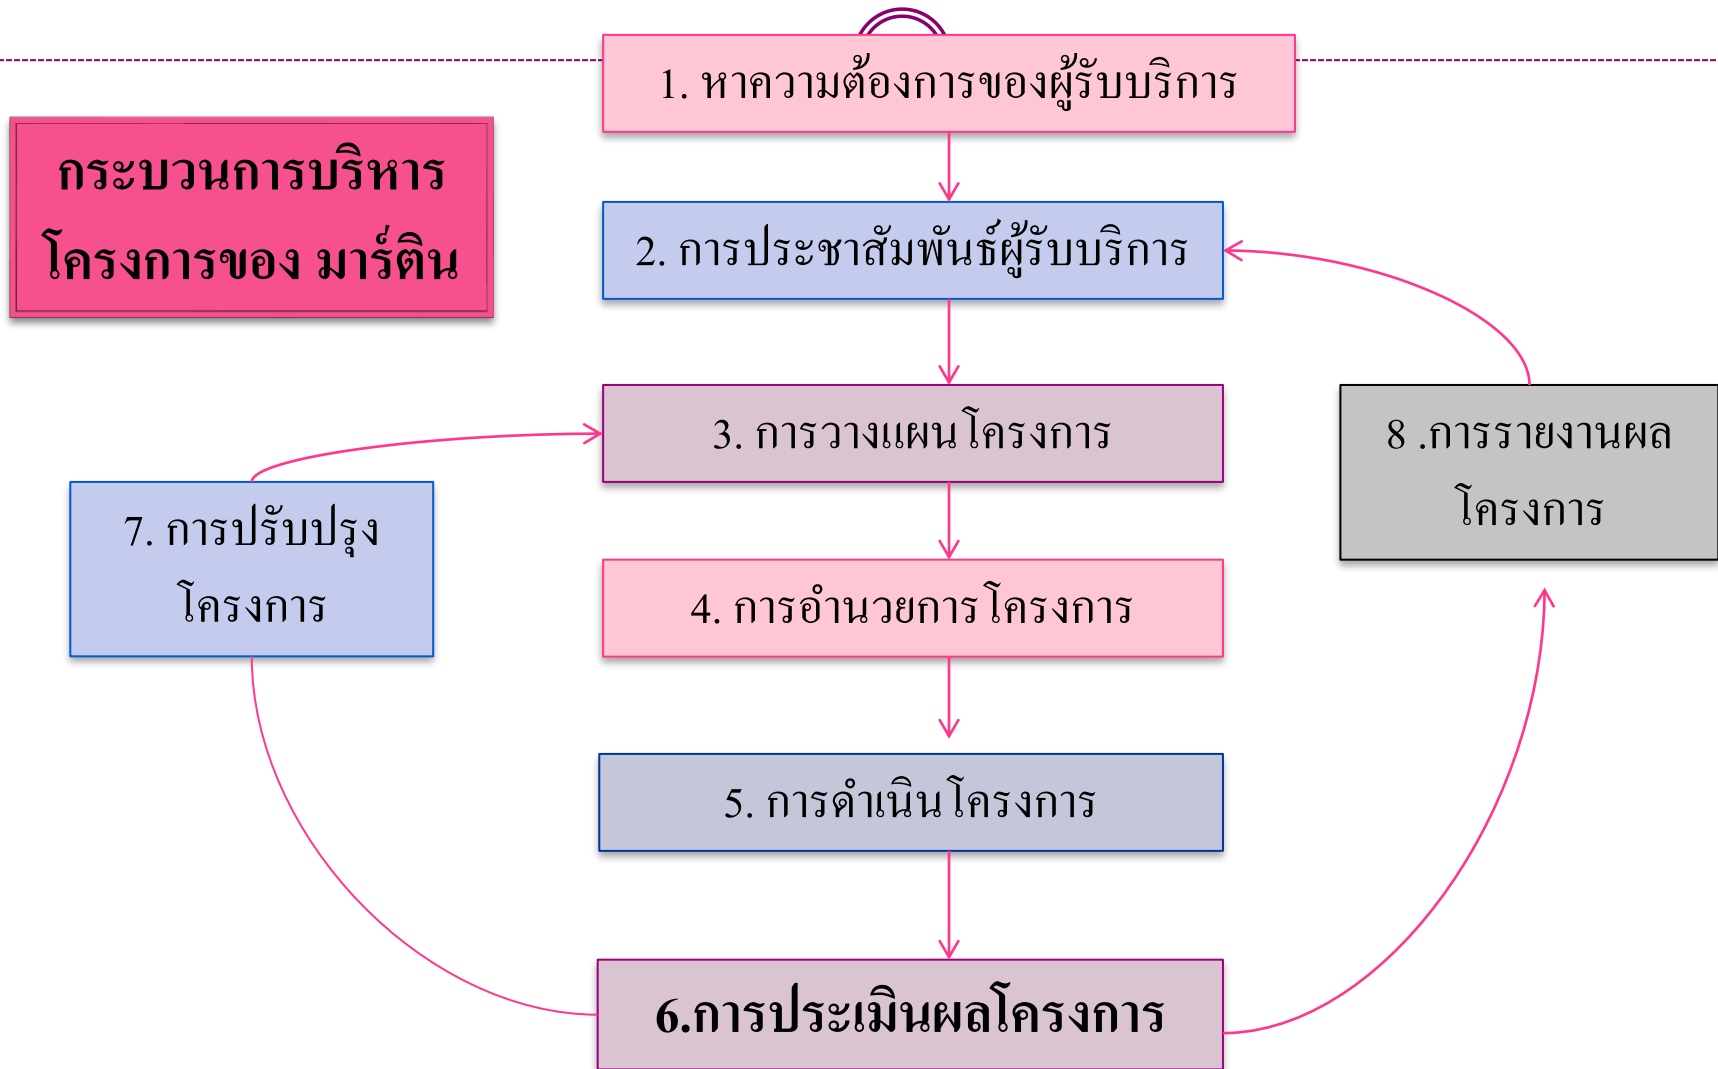 1. หาความต้องการของผู้รับบริการ
กระบวนการบริหาร
โครงการของ มาร์ติน
2. การประชาสัมพันธ์ผู้รับบริการ
3. การวางแผนโครงการ
8 .การรายงานผล
โครงการ
7. การปรับปรุง
โครงการ
4. การอำนวยการโครงการ
5. การดำเนินโครงการ
6.การประเมินผลโครงการ